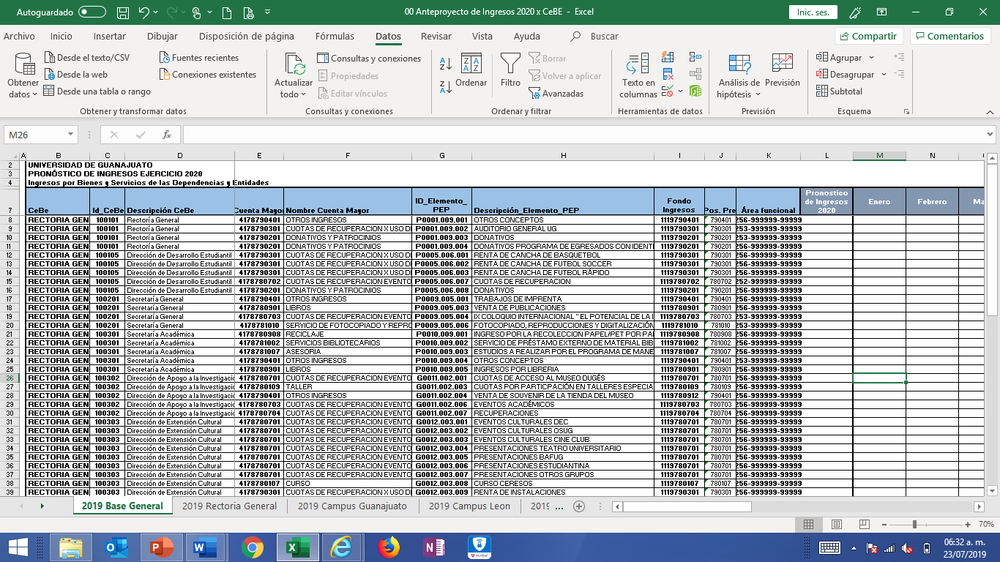 Autoguardado 00 Anteproyecto de Ingresos 2020 x CeBE - Excel Inic. ses.
Archivo Inicio Insertar Dibujar Disposición de página Fórmulas Datos Revisar Vista Ayuda Buscar Compartir Comentarios
Obtener datos
Desde el texto/CSV
Desde la web
Desde una tabla o rango
Fuentes recientes
Conexiones existentes
Obtener y transformar datos
Actualizar todo
Consultas y conexiones
Propiedades
Editar vínculos
Consultas y conexiones
Ordenar
Filtro
Borrar
Volver a aplicar
Avanzadas
Ordenar y filtrar
Texto en columnas
Herramientas de datos
Análisis de hipótesis
Previsión
Previsión
Agrupar
Desagrupar
Subtotal
Esquema
M26 fx
A B C D E F G H I J K L M N
2 UNIVERSIDAD DE GUANAJUATO
3 PRONÓSTICO DE INGRESOS EJERCICIO 2020
4 Ingresos por Bienes y Servicios de las Dependencias y Entidades
7 CeBe Id_CeBe Descripción CeBe Cuenta Mayor Nombre Cuenta Mayor ID_Elemento_PEP Descripción_Elemento_PEP Fondo Ingresos Pos. Pre Área funcional Pronostico de Ingresos 2020 Enero Febrero Ma
8 RECTORIA GEN 100101 Rectoría General 4178790401 OTROS INGRESOS P0001.009.001 OTROS CONCEPTOS 1119790401 790401 256-999999-99999
9 RECTORIA GEN 100101 Rectoría General 4178790301 CUOTAS DE RECUPERACION X USO DE P0001.009.002 AUDITORIO GENERAL UG 1119790301 790301 253-999999-99999
10 RECTORIA GEN 100101 Rectoría General 4178790201 DONATIVOS Y PATROCINIOS P0001.009.003 DONATIVOS 1119790201 790201 253-999999-99999
11 RECTORIA GEN 100101 Rectoría General 4178790201 DONATIVOS Y PATROCINIOS P0001.009.004 DONATIVOS PROGRAMA DE EGRESADOS CON IDENTI 1119790201 790201 256-999999-99999
12 RECTORIA GEN 100105 Dirección de Desarrollo Estudiantil 4178790301 CUOTAS DE RECUPERACION X USO DE P0005.006.001 RENTA DE CANCHA DE BASQUETBOL 1119790301 790301 256-999999-99999
13 RECTORIA GEN 100105 Dirección de Desarrollo Estudiantil 4178790301 CUOTAS DE RECUPERACION X USO DE P0005.006.002 RENTA DE CANCHA DE FUTBOL SOCCER 1119790301 790301 256-999999-99999
14 RECTORIA GEN 100105 Dirección de Desarrollo Estudiantil 4178790301 CUOTAS DE RECUPERACION X USO DE P0005.006.003 RENTA DE CANCHA DE FUTBOL RÁPIDO 1119790301 790301 256-999999-99999
15 RECTORIA GEN 100105 Dirección de Desarrollo Estudiantil 4178780702 CUOTAS DE RECUPERACION EVENTO P0005.006.007 CUOTAS DE RECUPERACION 1119780702 780702 252-999999-99999
16 RECTORIA GEN 100105 Dirección de Desarrollo Estudiantil 4178790201 DONATIVOS Y PATROCINIOS P0005.006.008 DONATIVOS 1119790201 790201 256-999999-99999
17 RECTORIA GEN 100201 Secretaría General 4178790401 OTROS INGRESOS P0009.005.001 TRABAJOS DE IMPRENTA 1119790401 790401 256-999999-99999
18 RECTORIA GEN 100201 Secretaría General 4178780901 LIBROS P0009.005.003 VENTA DE PUBLICACIONES 1119780901 780901 256-999999-99999
19 RECTORIA GEN 100201 Secretaría General 4178780703 CUOTAS DE RECUPERACION EVENTO P0009.005.004 IX COLOQUIO INTERNACIONAL " EL POTENCIAL DE LA I 1119780703 780703 253-999999-99999
20 RECTORIA GEN 100201 Secretaría General 4178781010 SERVICIO DE FOTOCOPIADO Y REPRO P0009.005.006 FOTOCOPIADO, REPRODUCCIONES Y DIGITALIZACIÓN 1119781010 781010 253-999999-99999
21 RECTORIA GEN 100301 Secretaría Académica 4178780908 RECICLAJE P0010.009.001 INGRESO POR LA RECOLECCION PAPEL/PET POR PA 1119780908 780908 256-999999-99999
22 RECTORIA GEN 100301 Secretaría Académica 4178781002 SERVICIOS BIBLIOTECARIOS P0010.009.002 SERVICIO DE PRÉSTAMO EXTERNO DE MATERIAL BIB 1119781002 781002 256-999999-99999
23 RECTORIA GEN 100301 Secretaría Académica 4178781007 ASESORIA P0010.009.003 ESTUDIOS A REALIZAR POR EL PROGRAMA DE MANE 1119781007 781007 256-999999-99999
24 RECTORIA GEN 100301 Secretaría Académica 4178790401 OTROS INGRESOS P0010.009.004 OTROS CONCEPTOS 1119790401 790401 253-999999-99999
25 RECTORIA GEN 100301 Secretaría Académica 4178780901 LIBROS P0010.009.005 INGRESOS POR LIBRERIA 1119780901 780901 256-999999-99999
26 RECTORIA GEN 100302 Dirección de Apoyo a la Investigació 4178780701 CUOTAS DE RECUPERACION EVENTO G0011.002.001 CUOTAS DE ACCESO AL MUSEO DUGÉS 1119780701 780701 256-999999-99999
27 RECTORIA GEN 100302 Dirección de Apoyo a la Investigació 4178780109 TALLER G0011.002.003 CUOTAS POR PARTICPACIÓN EN TALLERES ESPECIA 1119780109 780109 256-999999-99999
28 RECTORIA GEN 100302 Dirección de Apoyo a la Investigació 4178790401 OTROS INGRESOS G0011.002.004 VENTA DE SOUVENIR DE LA TIENDA DEL MUSEO 1119780912 790401 256-999999-99999
29 RECTORIA GEN 100302 Dirección de Apoyo a la Investigació 4178780703 CUOTAS DE RECUPERACION EVENTO G0011.002.006 EVENTOS ACADÉMICOS 1119780703 780703 256-999999-99999
30 RECTORIA GEN 100302 Dirección de Apoyo a la Investigació 4178780704 CUOTAS DE RECUPERACION EVENTO G0011.002.007 RECUPERACIONES 1119780704 780704 256-999999-99999
31 RECTORIA GEN 100303 Dirección de Extensión Cultural 4178780701 CUOTAS DE RECUPERACION EVENTO G0012.003.001 EVENTOS CULTURALES DEC 1119780701 780701 256-999999-99999
32 RECTORIA GEN 100303 Dirección de Extensión Cultural 4178780701 CUOTAS DE RECUPERACION EVENTO G0012.003.002 EVENTOS CULTURALES OSUG 1119780701 780701 256-999999-99999
33 RECTORIA GEN 100303 Dirección de Extensión Cultural 4178780701 CUOTAS DE RECUPERACION EVENTO G0012.003.003 EVENTOS CULTURALES CINE CLUB 1119780701 780701 256-999999-99999
34 RECTORIA GEN 100303 Dirección de Extensión Cultural 4178780701 CUOTAS DE RECUPERACION EVENTO G0012.003.004 PRESENTACIONES TEATRO UNIVERSITARIO 1119780701 780701 256-999999-99999
35 RECTORIA GEN 100303 Dirección de Extensión Cultural 4178780701 CUOTAS DE RECUPERACION EVENTO G0012.003.005 PRESENTACIONES BAFUG 1119780701 780701 256-999999-99999
36 RECTORIA GEN 100303 Dirección de Extensión Cultural 4178780701 CUOTAS DE RECUPERACION EVENTO G0012.003.006 PRESENTACIONES ESTUDIANTINA 1119780701 780701 256-999999-99999
37 RECTORIA GEN 100303 Dirección de Extensión Cultural 4178780701 CUOTAS DE RECUPERACION EVENTO G0012.003.007 PRESENTACIONES OTROS GRUPOS 1119780701 780701 256-999999-99999
38 RECTORIA GEN 100303 Dirección de Extensión Cultural 4178780107 CURSO G0012.003.008 CURSO CERESOS 1119780107 780107 256-999999-99999
39 RECTORIA GEN 100303 Dirección de Extensión Cultural 4178790301 CUOTAS DE RECUPERACION X USO DE G0012.003.009 RENTA DE INSTALACIONES 1119790301 790301 256-999999-99999
2019 Base General 2019 Rectoria General 2019 Campus Guanajuato 2019 Campus Leon 2019 ...
70%
06:32 a. m.
23/07/2019